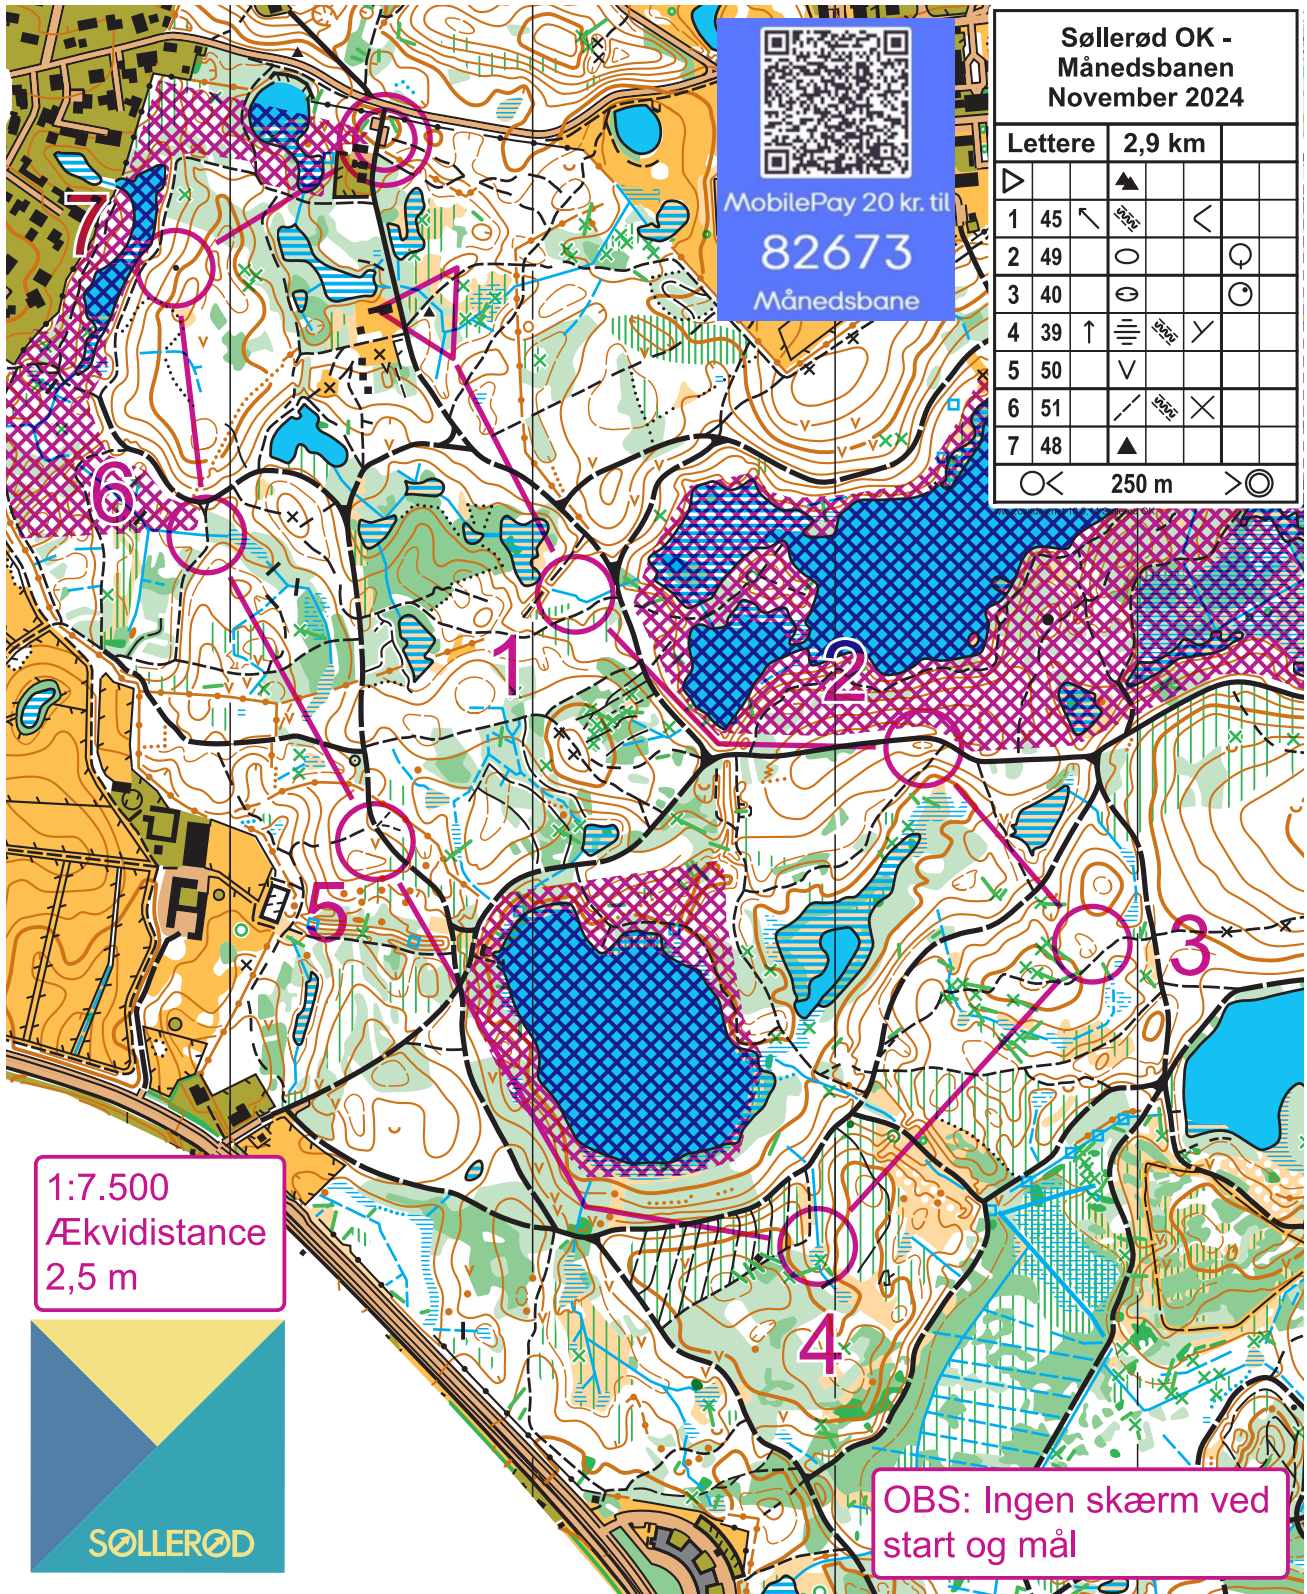 Søllerød OK -
Månedsbanen
November 2024
Lettere 2,9 km
1 45
2 49
3 40
4 39
5 50
6 51
7 48
250 m
MobilePay 20 kr. til
82673
Månedsbane
7
6
1
2
5
3
4
1:7.500
Ækvidistance
2,5 m
SØLLERØD
OBS: Ingen skærm ved
start og mål